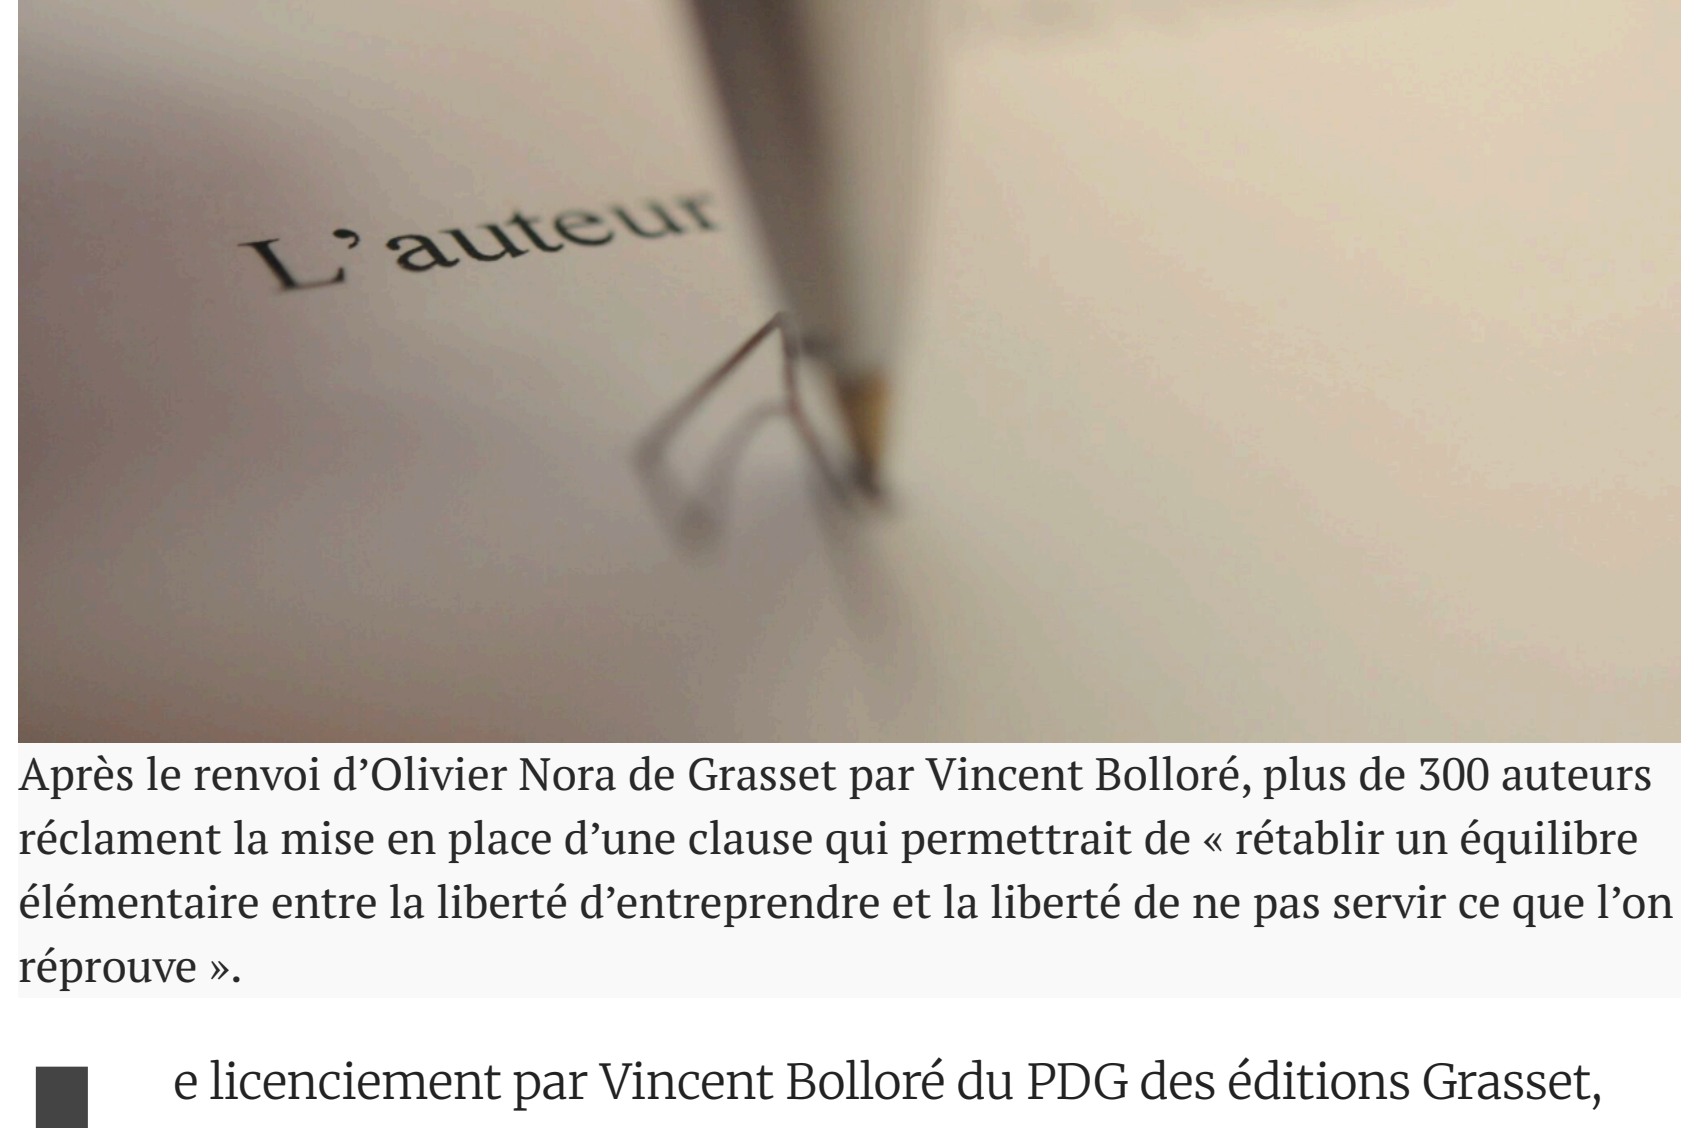 L’auteur
Après le renvoi d’Olivier Nora de Grasset par Vincent Bolloré, plus de 300 auteurs
réclament la mise en place d’une clause qui permettrait de « rétablir un équilibre
élémentaire entre la liberté d’entreprendre et la liberté de ne pas servir ce que l’on
réprouve ».
e licenciement par Vincent Bolloré du PDG des éditions Grasset,